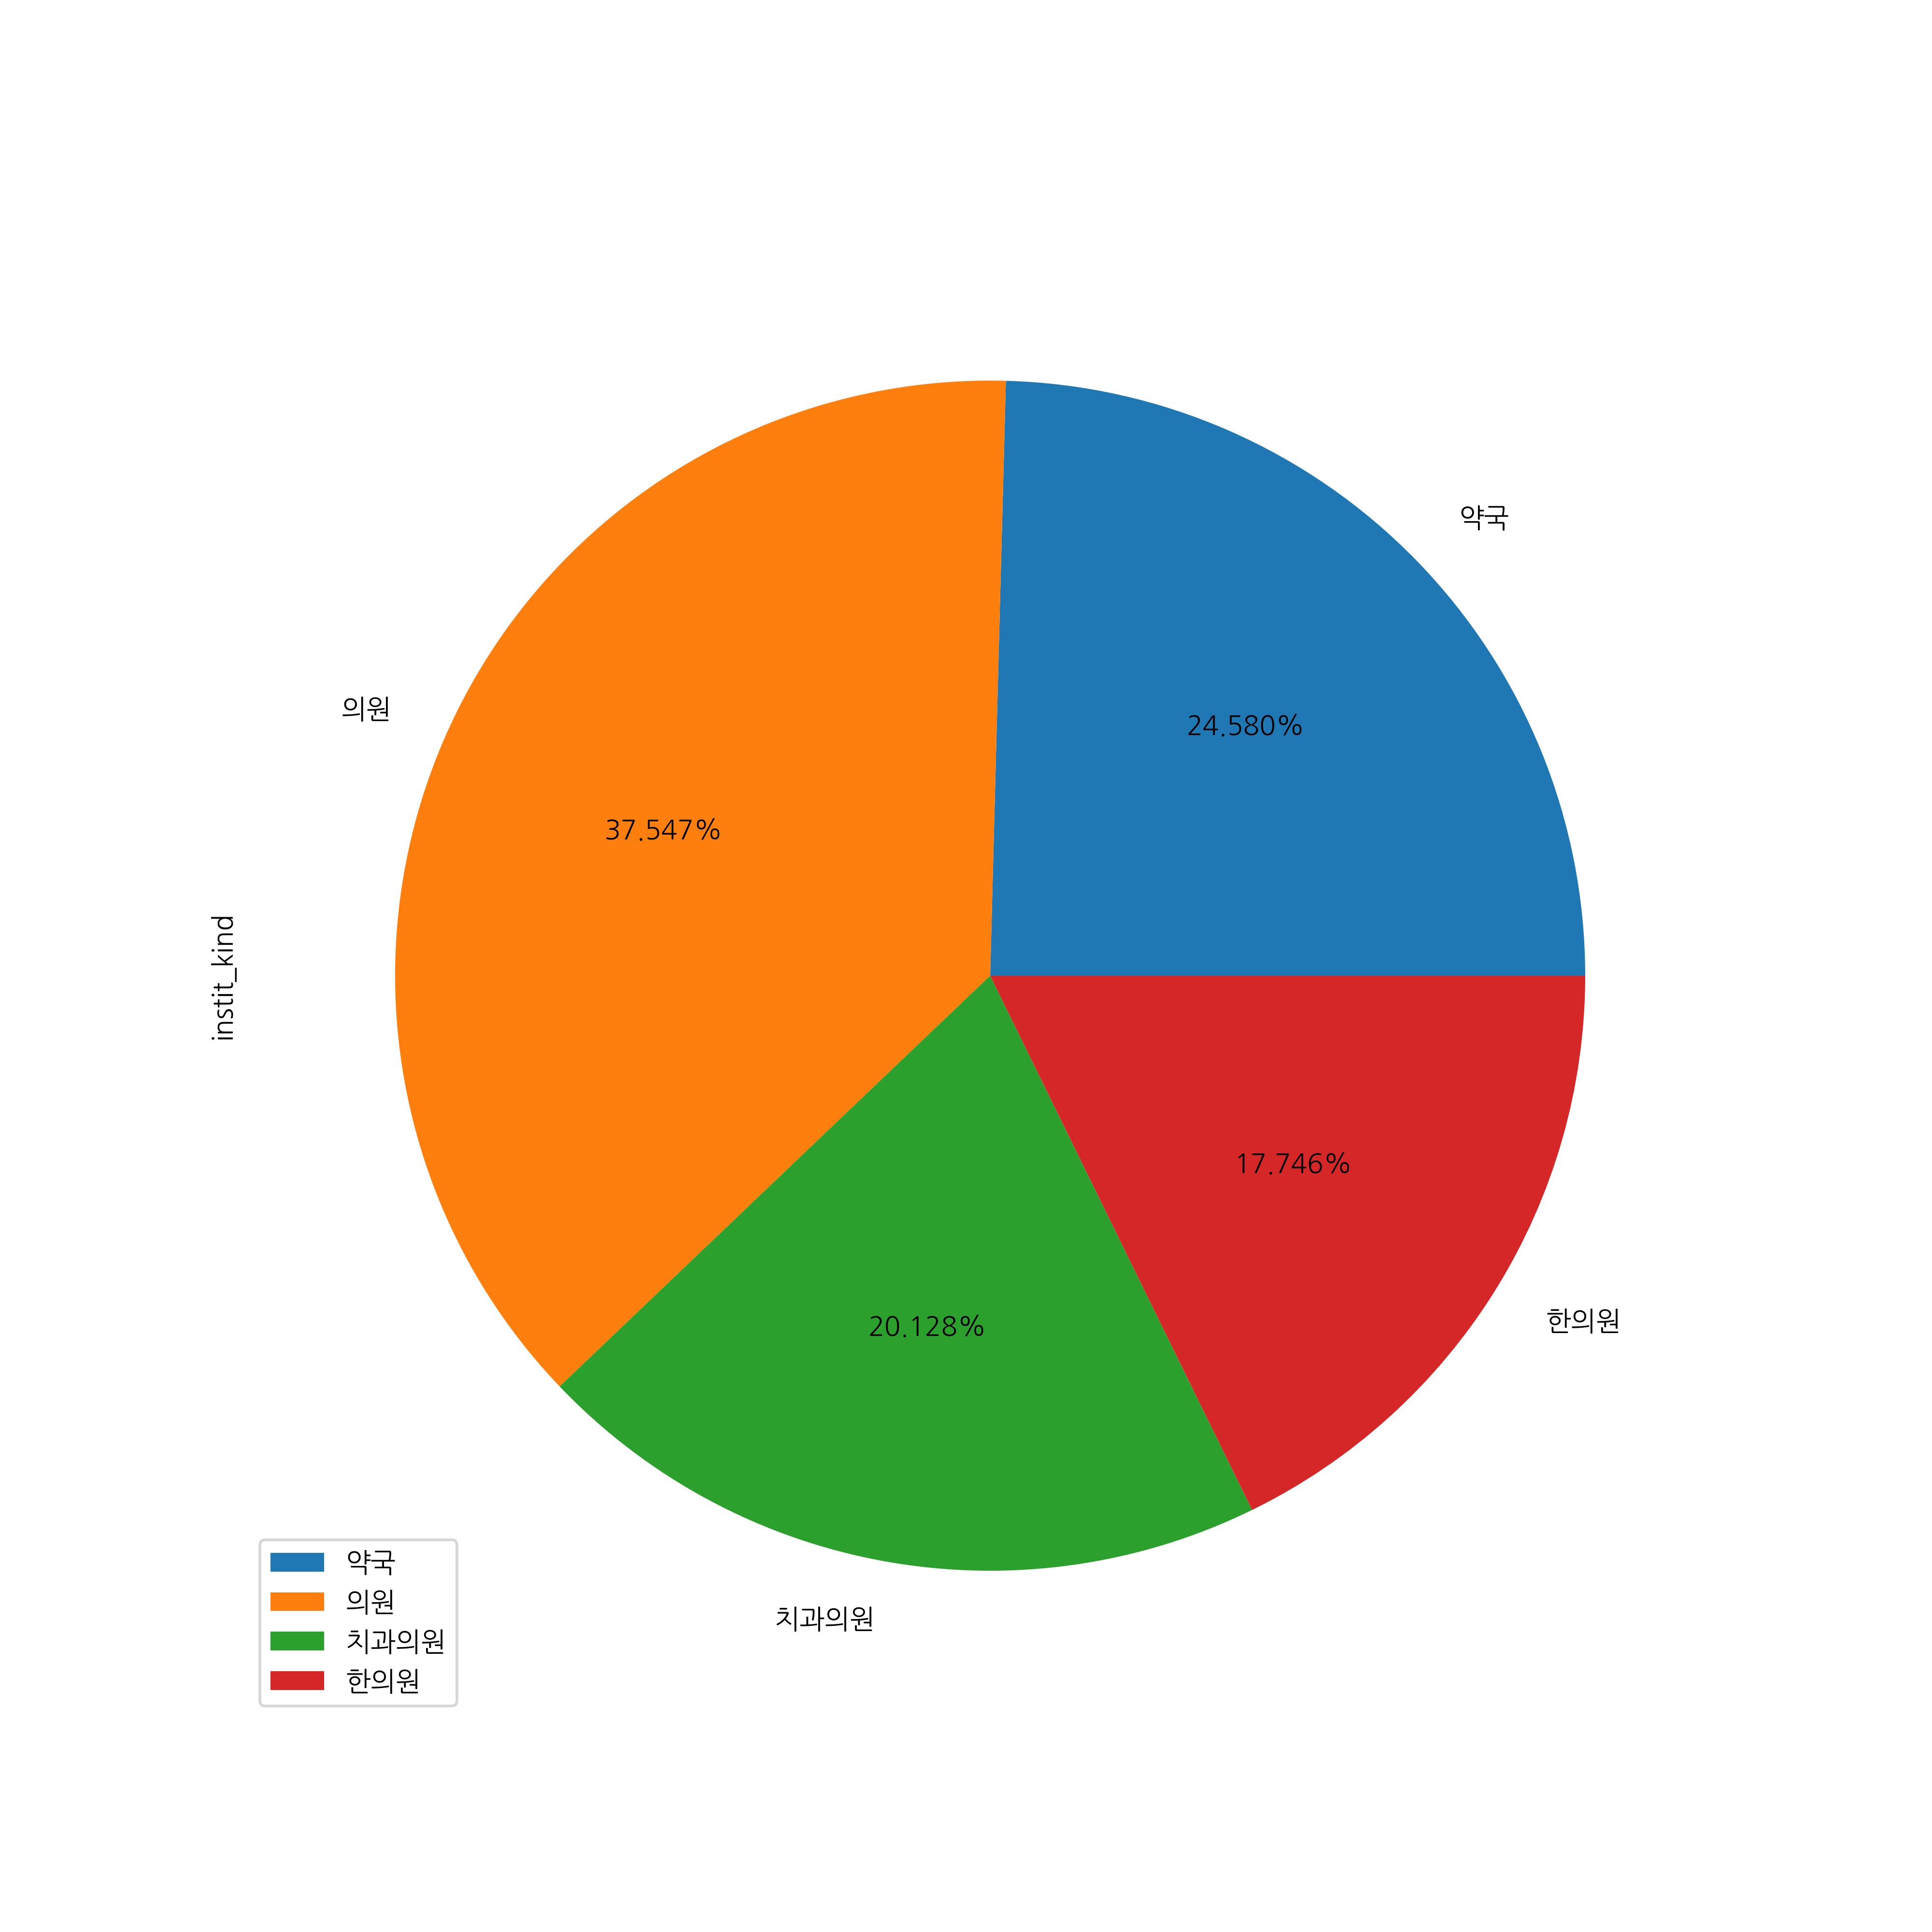 약국
의원
24.580%
37.547%
instit_kind
17.746%
20.128%
한의원
치과의원
약국
의원
치과의원
한의원